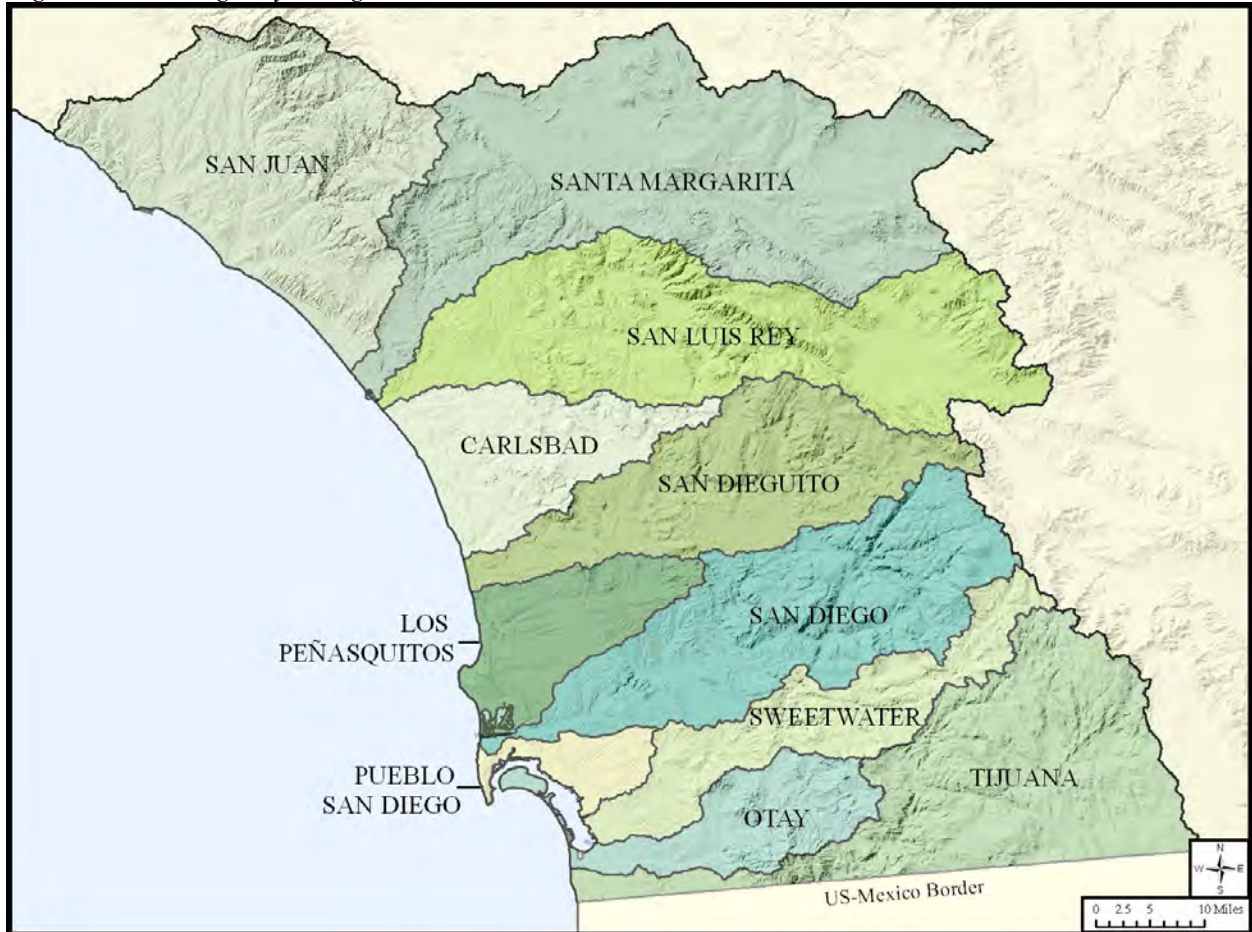 SAN JUAN
SANTA MARGARITA
SAN LUIS REY
CARLSBAD
SAN DIEGUITO
LOS
PEÑASQUITOS
SAN DIEGO
SWEETWATER
PUEBLO
SAN DIEGO
TIJUANA
OTAY
US-Mexico Border
N
W E
S
0 2.5 5 10 Miles